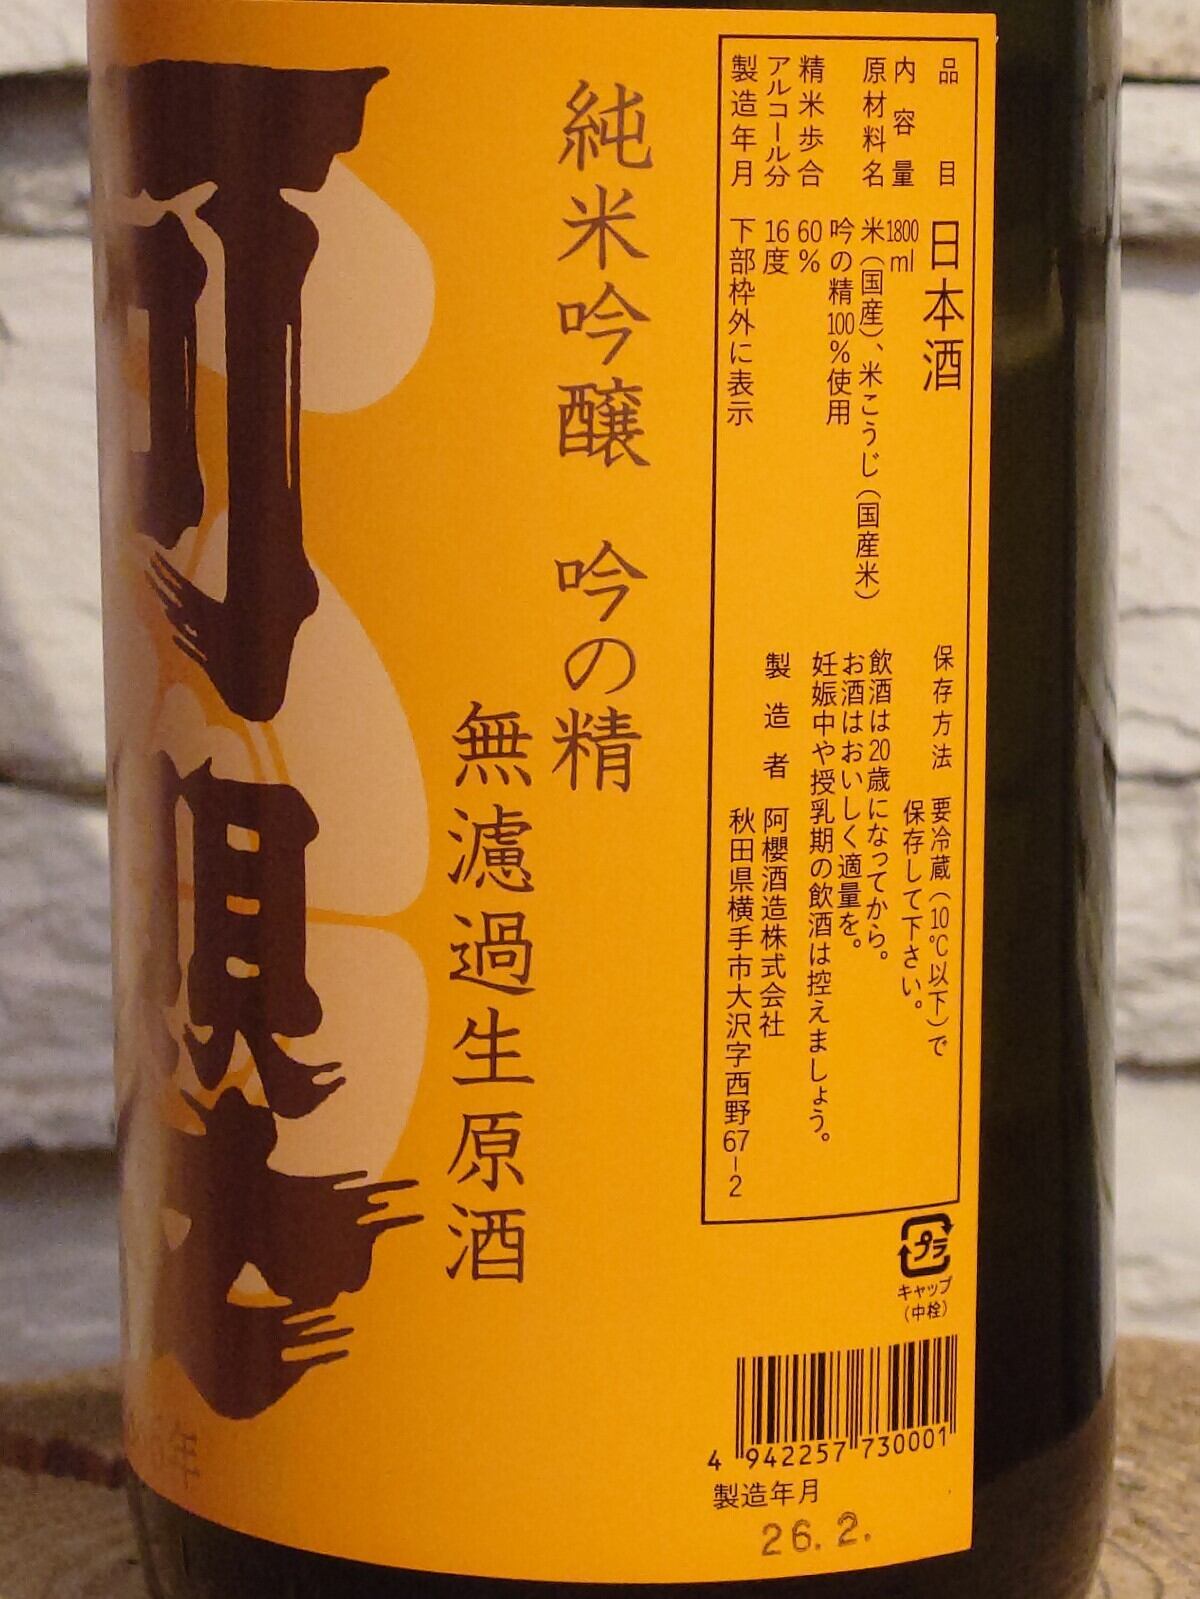 品目 日本酒
内容量 1800ml
原材料名 米(国産)、米こうじ(国産米)
吟の精100%使用
精米歩合 60%
アルコール分 16度
製造年月 下部枠外に表示
保存方法 要冷蔵(10℃以下)で
保存して下さい。
飲酒は20歳になってから。
お酒はおいしく適量を。
妊娠中や授乳期の飲酒は控えましょう。
製造者 阿櫻酒造株式会社
秋田県横手市大沢字西野67-2
純米吟醸 吟の精
無濾過生原酒
プラ
キャップ
(中栓)
4 942257 730001
製造年月
26.2.
年